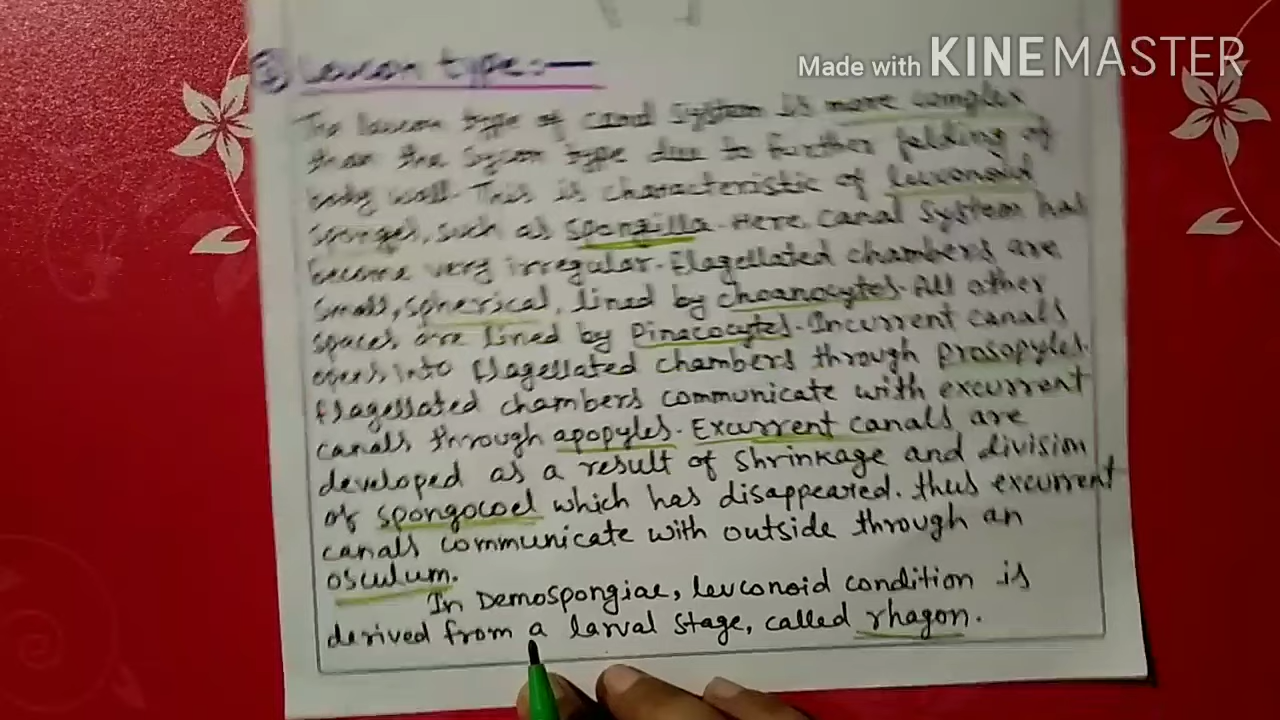 Made with KINEMASTER
③ Leucon type:—
The leucon type of canal system is more complex
than the sycon type due to further folding of
body wall. This is characteristic of leuconoid
sponges, such as Spongilla. Here, canal system has
become very irregular. Flagellated chambers are
small, spherical, lined by choanocytes. All other
spaces are lined by Pinacocytes. Incurrent canals
opens into flagellated chambers through prosopyles.
flagellated chambers communicate with excurrent
canals through apopyles. Excurrent canals are
developed as a result of shrinkage and division
of spongocoel which has disappeared. thus excurrent
canals communicate with outside through an
osculum.
In Demospongiae, leuconoid condition is
derived from a larval stage, called rhagon.